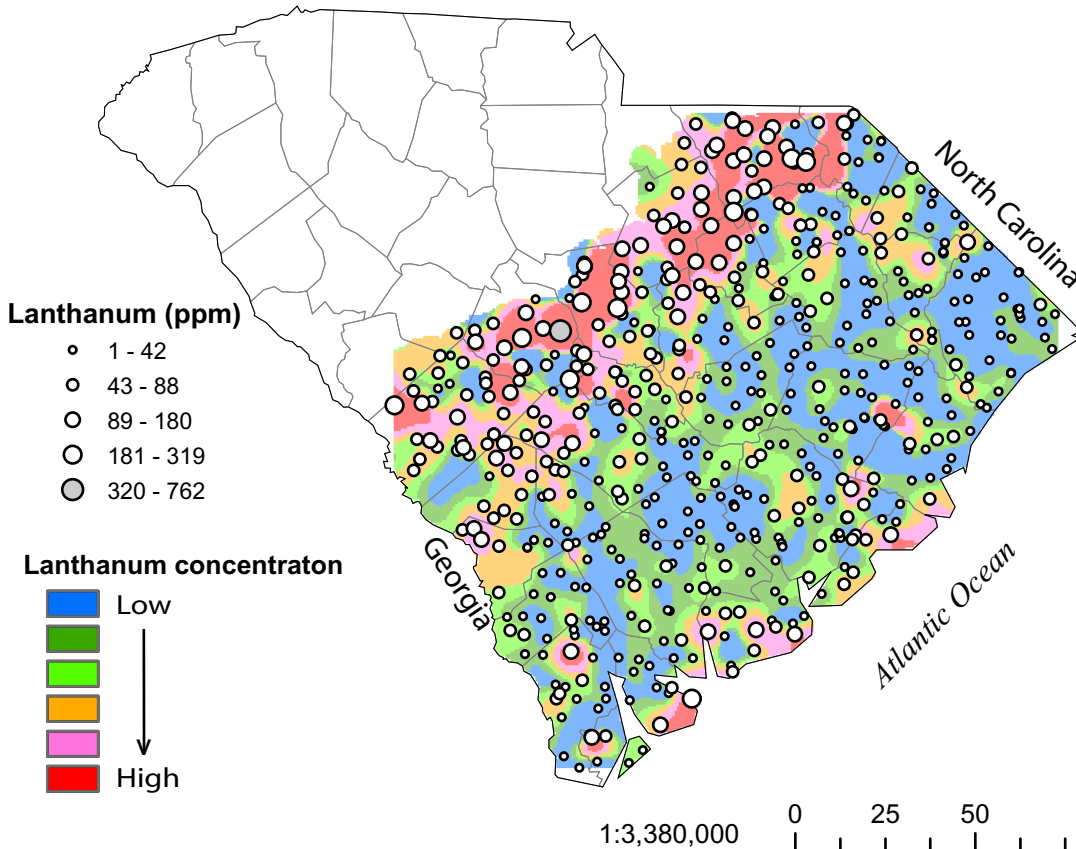 North Carolina
Lanthanum (ppm)
1 - 42
43 - 88
89 - 180
181 - 319
320 - 762
Georgia
Lanthanum concentraton
Low
High
Atlantic Ocean
0 25 50
1:3,380,000